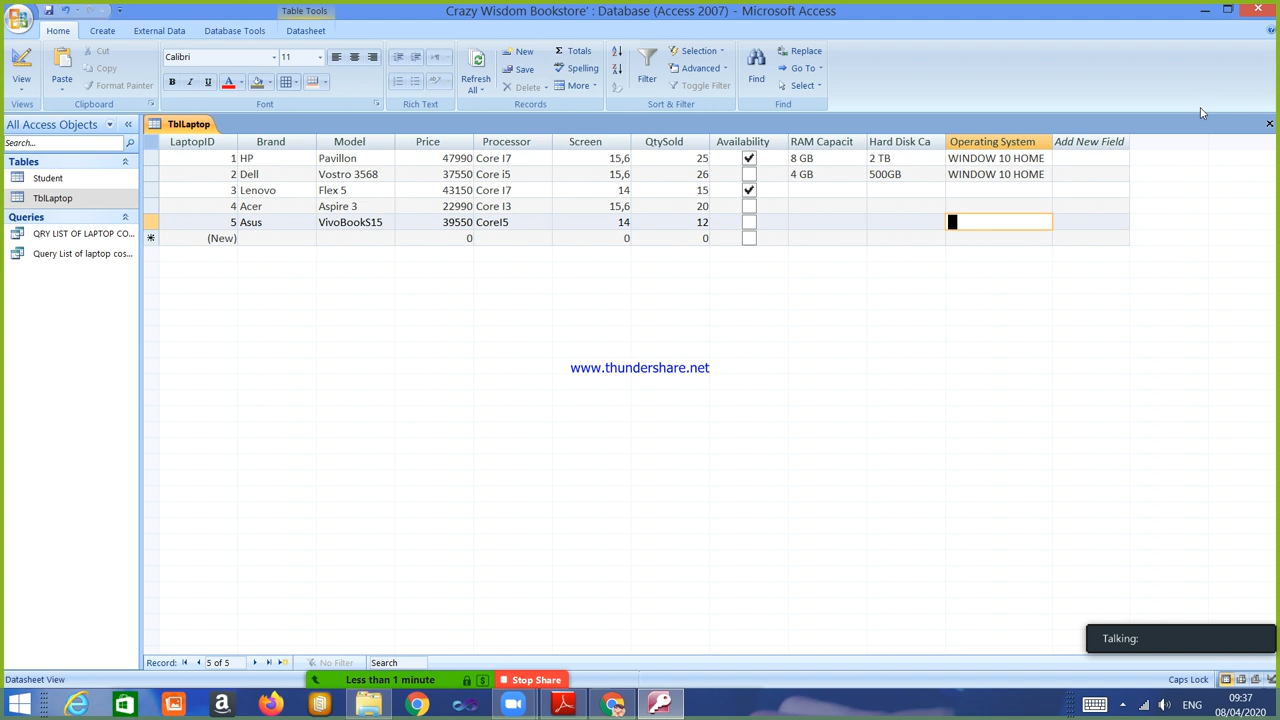 Table Tools
Crazy Wisdom Bookstore' : Database (Access 2007) - Microsoft Access
Home Create External Data Database Tools Datasheet
View
Views
Paste
Cut
Copy
Format Painter
Clipboard
Calibri 11
B I U A
Font
Rich Text
Refresh
All
New
Save
Delete
Totals
Spelling
More
Records
Filter
Selection
Advanced
Toggle Filter
Sort & Filter
Find
Replace
Go To
Select
Find
All Access Objects
Search...
Tables
Student
TblLaptop
Queries
QRY LIST OF LAPTOP CO...
Query List of laptop cos...
TblLaptop
LaptopID Brand Model Price Processor Screen QtySold Availability RAM Capacit Hard Disk Ca Operating System Add New Field
1 HP Pavillon 47990 Core I7 15,6 25 8 GB 2 TB WINDOW 10 HOME
2 Dell Vostro 3568 37550 Core i5 15,6 26 4 GB 500GB WINDOW 10 HOME
3 Lenovo Flex 5 43150 Core I7 14 15
4 Acer Aspire 3 22990 Core I3 15,6 20
5 Asus VivoBookS15 39550 CoreI5 14 12
(New) 0 0 0
www.thundershare.net
Talking:
Record: 5 of 5 No Filter Search
Datasheet View
Less than 1 minute $ Stop Share
Caps Lock
ENG
09:37
08/04/2020